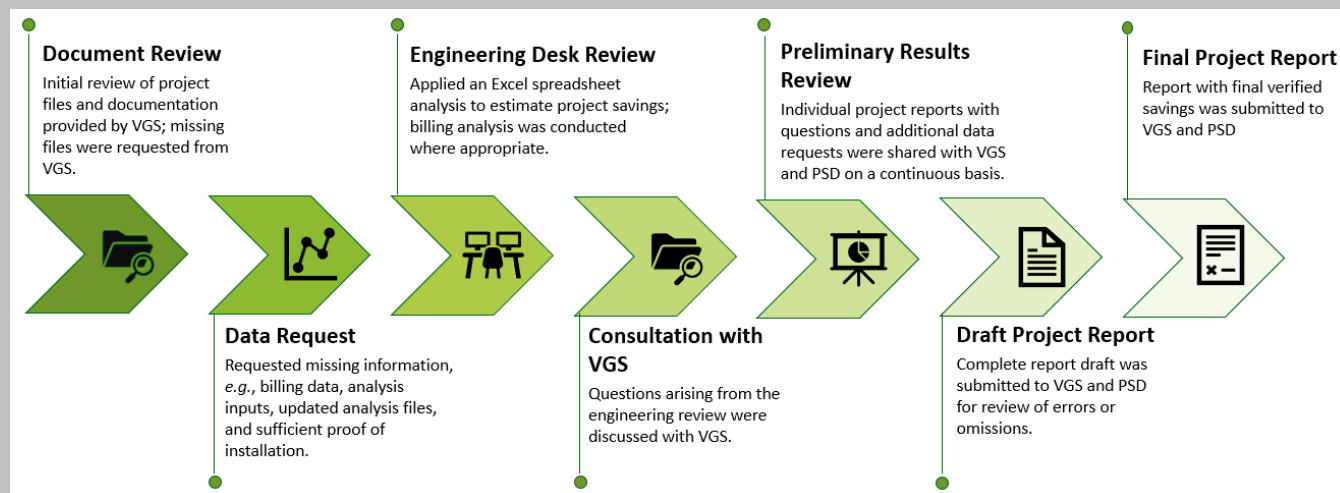 Document Review
Initial review of project
files and documentation
provided by VGS; missing
files were requested from
VGS.
Data Request
Requested missing information,
e.g., billing data, analysis
inputs, updated analysis files,
and sufficient proof of
installation.
Engineering Desk Review
Applied an Excel spreadsheet
analysis to estimate project savings;
billing analysis was conducted
where appropriate.
Consultation with
VGS
Questions arising from the
engineering review were
discussed with VGS.
Preliminary Results
Review
Individual project reports with
questions and additional data
requests were shared with VGS
and PSD on a continuous basis.
Draft Project Report
Complete report draft was
submitted to VGS and PSD
for review of errors or
omissions.
Final Project Report
Report with final verified
savings was submitted to
VGS and PSD